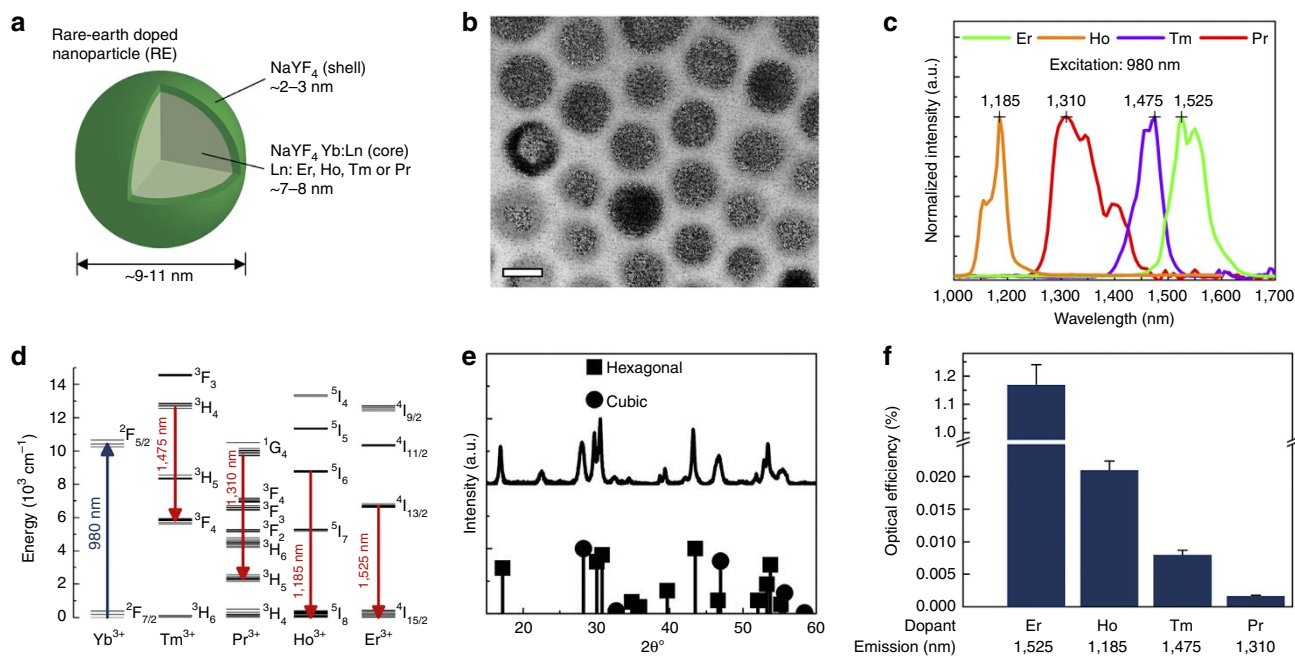 a
Rare-earth doped
nanoparticle (RE)
NaYF4 (shell)
~2–3 nm
NaYF4 Yb:Ln (core)
Ln: Er, Ho, Tm or Pr
~7–8 nm
~9-11 nm
b
c
Er Ho Tm Pr
Excitation: 980 nm
1,185 1,310 1,475 1,525
Normalized intensity (a.u.)
1,000 1,200 1,300 1,400 1,500 1,600 1,700
Wavelength (nm)
d
Energy (10³ cm⁻¹)
14
12
10
8
6
4
2
0
980 nm
²F5/2
²F7/2
Yb³⁺
1,475 nm
³F3
³H4
³H5
³F4
³H6
Tm³⁺
1,310 nm
¹G4
³F4
³F3
³F2
³H6
³H5
³H4
Pr³⁺
1,185 nm
⁵I4
⁵I5
⁵I6
⁵I7
⁵I8
Ho³⁺
1,525 nm
⁴I9/2
⁴I11/2
⁴I13/2
⁴I15/2
Er³⁺
e
Hexagonal
Cubic
Intensity (a.u.)
20 30 40 50 60
2θ°
f
Optical efficiency (%)
1.2
1.1
1.0
0.020
0.015
0.010
0.005
0.000
Dopant Er Ho Tm Pr
Emission (nm) 1,525 1,185 1,475 1,310